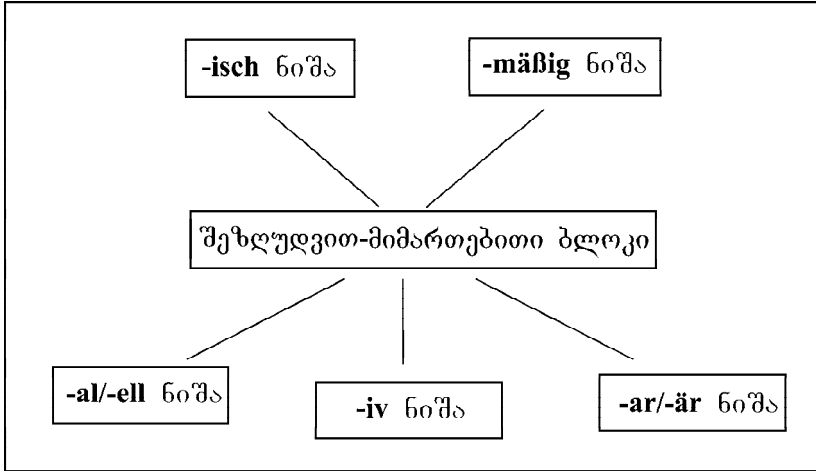 -isch ნიშა
-mäßig ნიშა
შეზღუდვით-მიმართებითი ბლოკი
-al/-ell ნიშა
-iv ნიშა
-ar/-är ნიშა